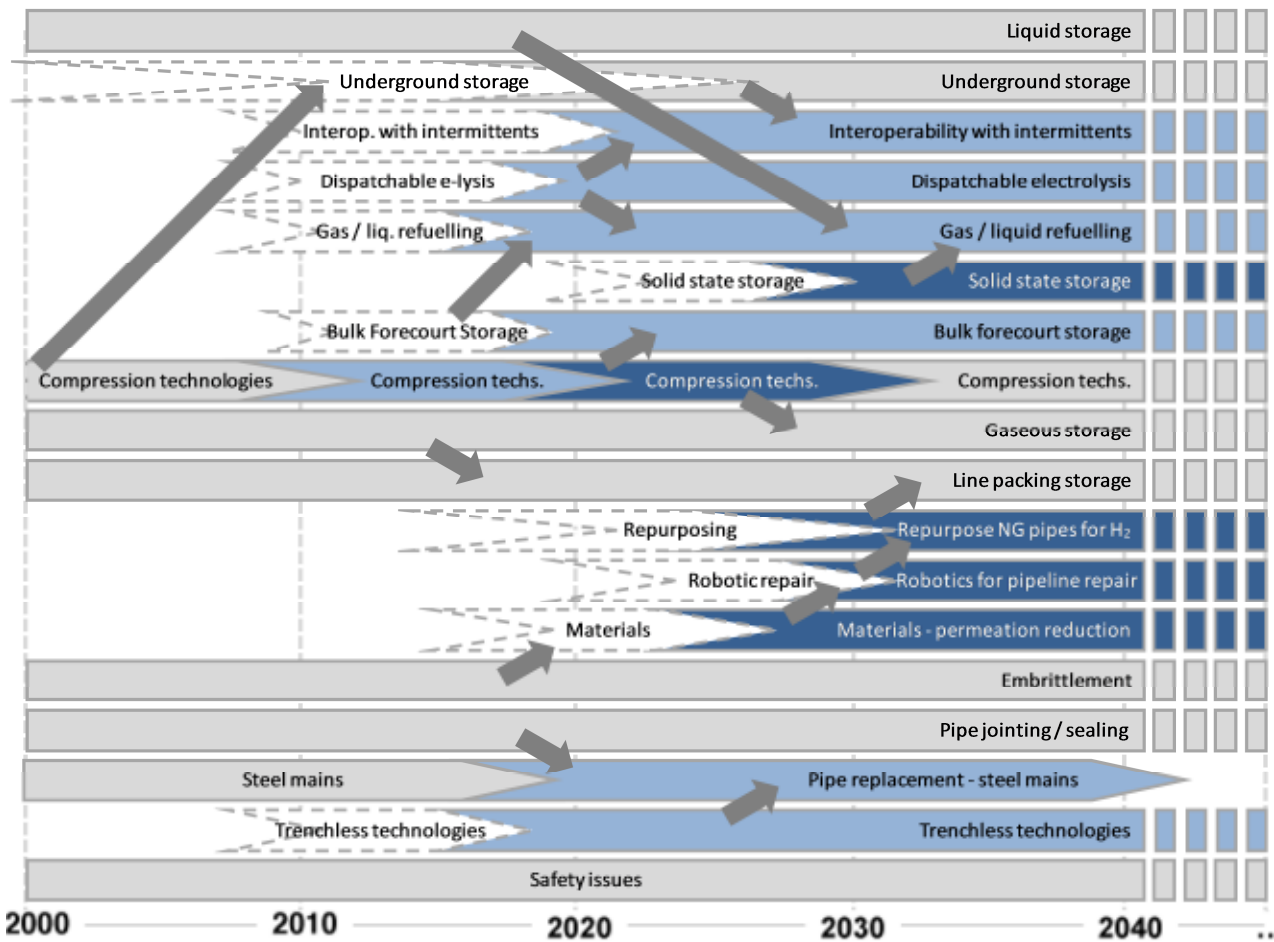 Liquid storage
Underground storage Underground storage
Interop. with intermittents Interoperability with intermittents
Dispatchable e-lysis Dispatchable electrolysis
Gas / liq. refuelling Gas / liquid refuelling
Solid state storage Solid state storage
Bulk Forecourt Storage Bulk forecourt storage
Compression technologies Compression techs. Compression techs. Compression techs.
Gaseous storage
Line packing storage
Repurposing Repurpose NG pipes for H₂
Robotic repair Robotics for pipeline repair
Materials Materials - permeation reduction
Embrittlement
Pipe jointing / sealing
Steel mains Pipe replacement - steel mains
Trenchless technologies Trenchless technologies
Safety issues
2000 2010 2020 2030 2040 ..